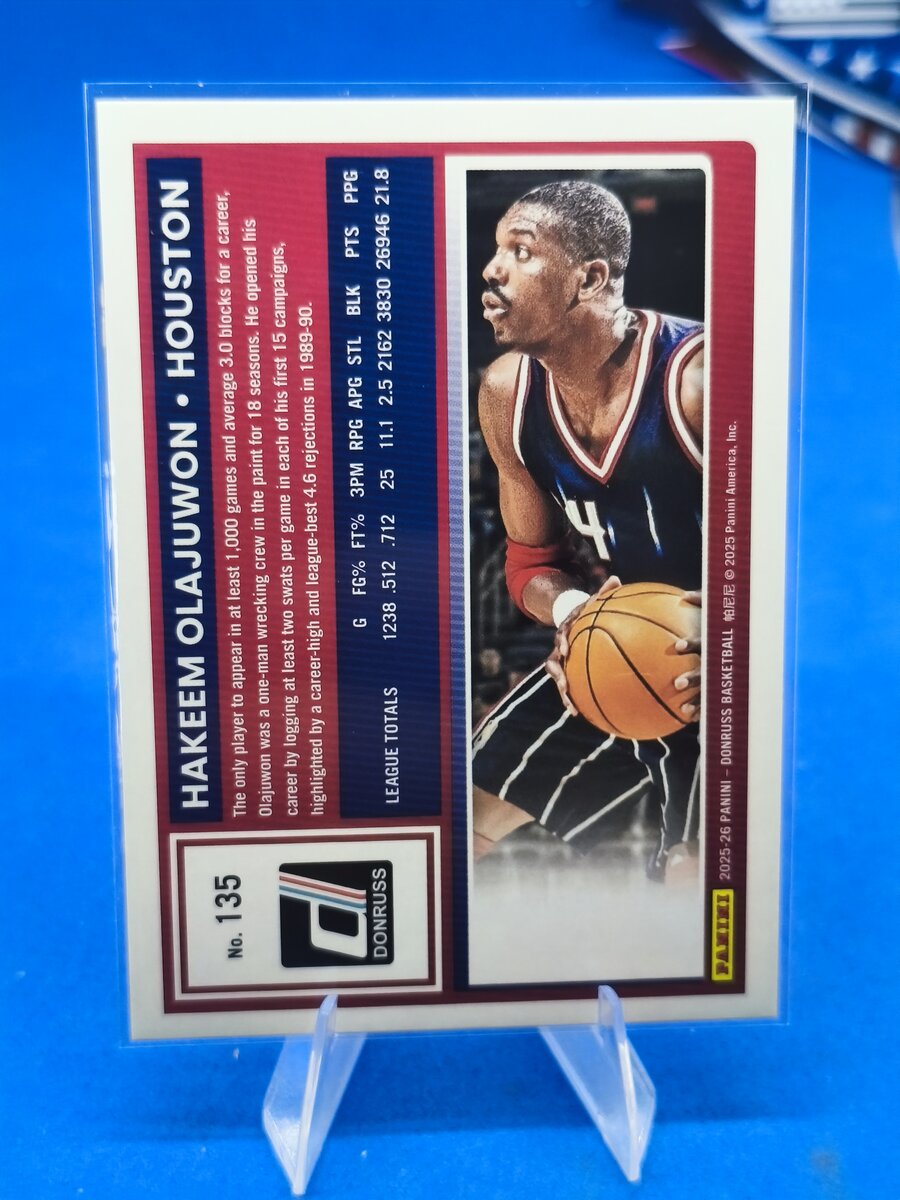 HAKEEM OLAJUWON • HOUSTON
The only player to appear in at least 1,000 games and average 3.0 blocks for a career,
Olajuwon was a one-man wrecking crew in the paint for 18 seasons. He opened his
career by logging at least two swats per game in each of his first 15 campaigns,
highlighted by a career-high and league-best 4.6 rejections in 1989-90.
G FG% FT% 3PM RPG APG STL BLK PTS PPG
LEAGUE TOTALS 1238 .512 .712 25 11.1 2.5 2162 3830 26946 21.8
No. 135
DONRUSS
4
PANINI
2025-26 PANINI – DONRUSS BASKETBALL 帕尼尼 © 2025 Panini America, Inc.